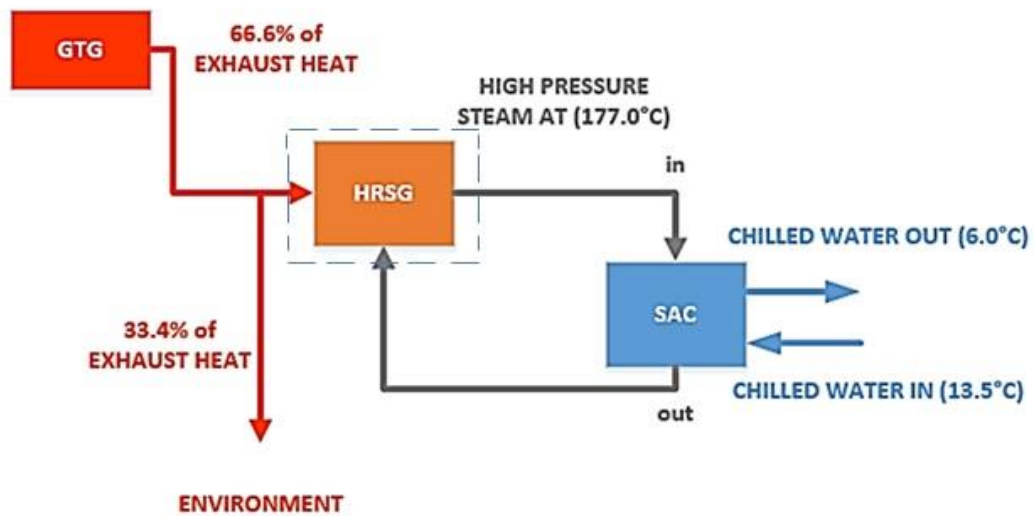 GTG
66.6% of
EXHAUST HEAT
HIGH PRESSURE
STEAM AT (177.0°C)
in
HRSG
CHILLED WATER OUT (6.0°C)
SAC
33.4% of
EXHAUST HEAT
CHILLED WATER IN (13.5°C)
out
ENVIRONMENT